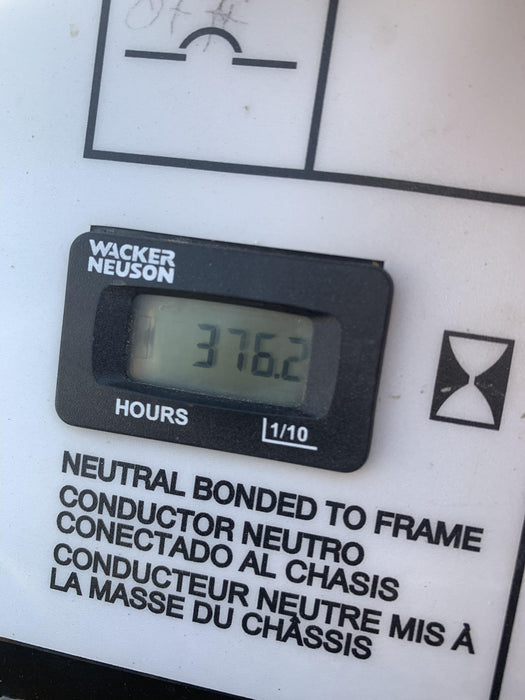 WACKER
NEUSON
376.2
HOURS
1/10
NEUTRAL BONDED TO FRAME
CONDUCTOR NEUTRO
CONECTADO AL CHASIS
CONDUCTEUR NEUTRE MIS À
LA MASSE DU CHÂSSIS